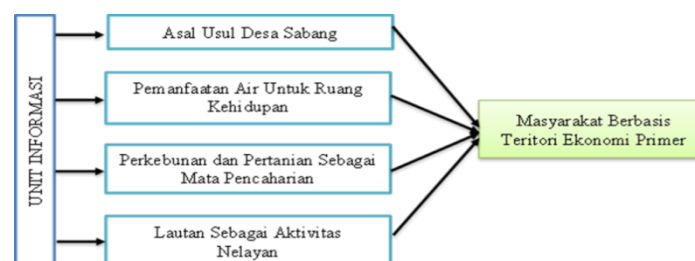 UNIT INFORMASI
Asal Usul Desa Sabang
Pemanfaatan Air Untuk Ruang
Kehidupan
Perkebunan dan Pertanian Sebagai
Mata Pencaharian
Lautan Sebagai Aktivitas
Nelayan
Masyarakat Berbasis
Teritori Ekonomi Primer